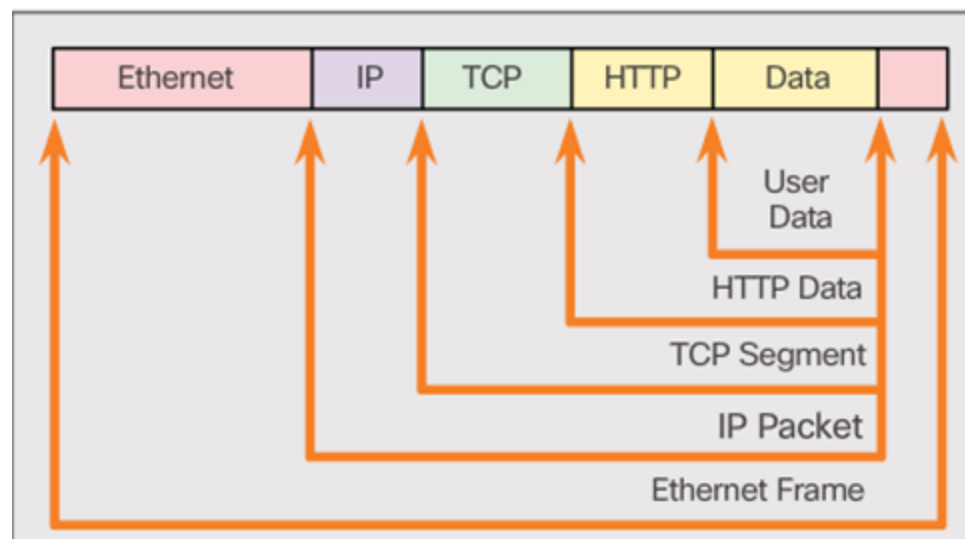 Ethernet IP TCP HTTP Data
User
Data
HTTP Data
TCP Segment
IP Packet
Ethernet Frame